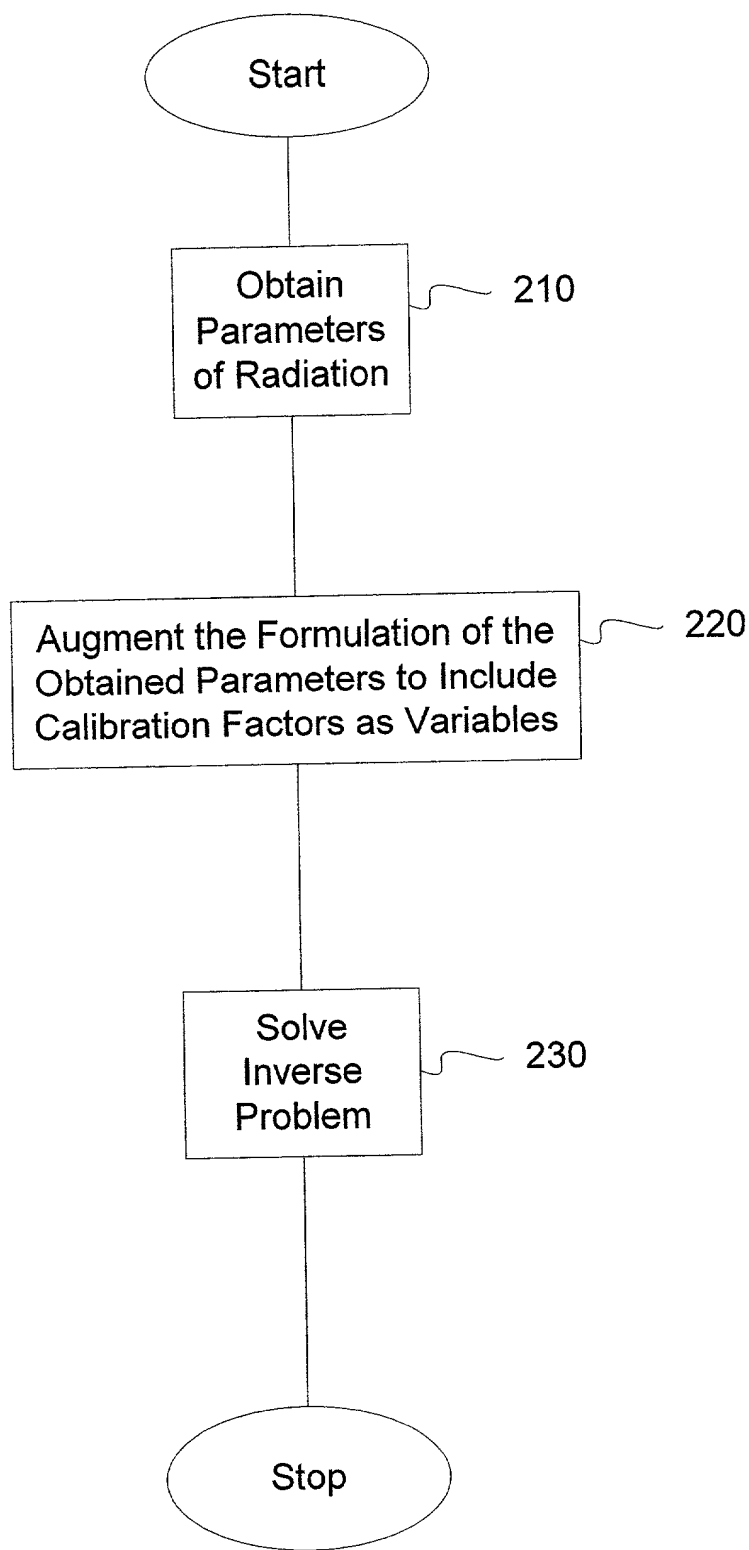 Start
Obtain
Parameters
of Radiation
210
Augment the Formulation of the
Obtained Parameters to Include
Calibration Factors as Variables
220
Solve
Inverse
Problem
230
Stop